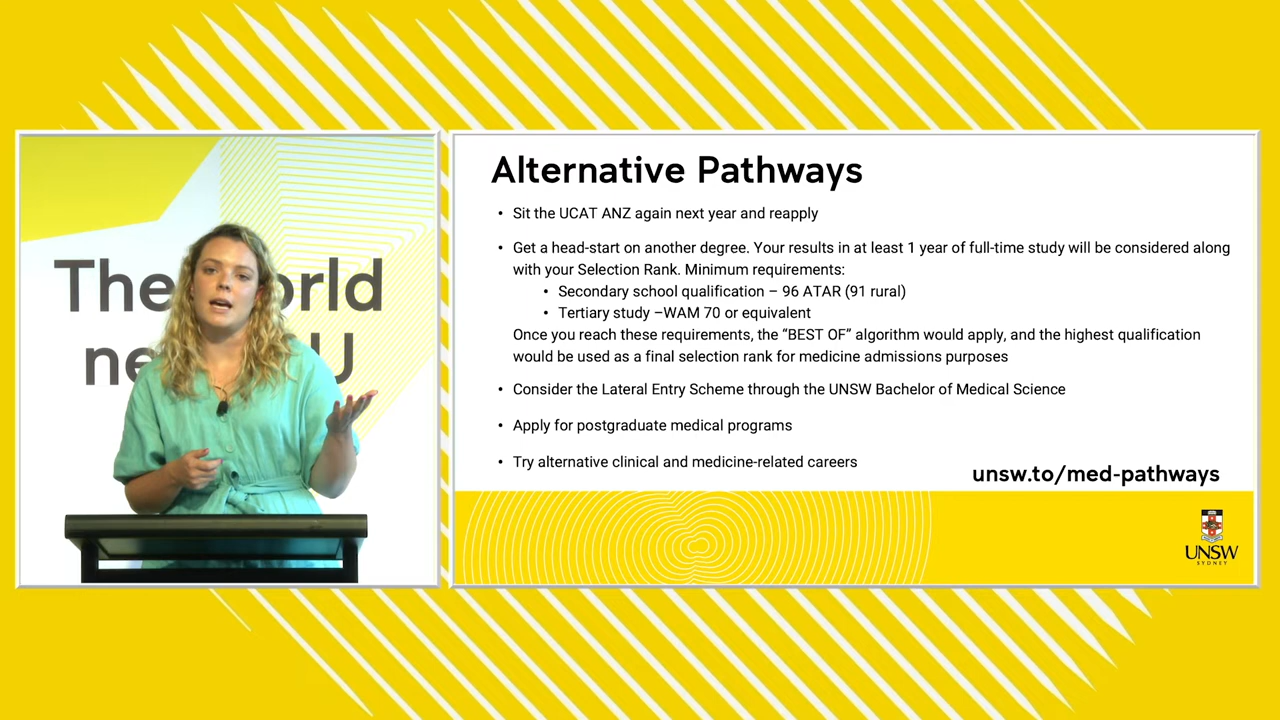 The orld
ne U
Alternative Pathways
• Sit the UCAT ANZ again next year and reapply
• Get a head-start on another degree. Your results in at least 1 year of full-time study will be considered along
with your Selection Rank. Minimum requirements:
• Secondary school qualification – 96 ATAR (91 rural)
• Tertiary study –WAM 70 or equivalent
Once you reach these requirements, the “BEST OF” algorithm would apply, and the highest qualification
would be used as a final selection rank for medicine admissions purposes
• Consider the Lateral Entry Scheme through the UNSW Bachelor of Medical Science
• Apply for postgraduate medical programs
• Try alternative clinical and medicine-related careers
unsw.to/med-pathways
UNSW
SYDNEY